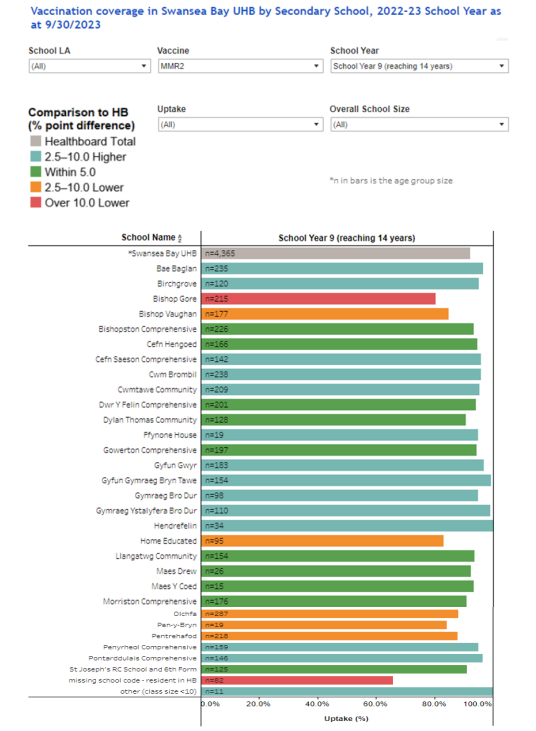 Vaccination coverage in Swansea Bay UHB by Secondary School, 2022-23 School Year as
at 9/30/2023
School LA
Vaccine
School Year
(All)
MMR2
School Year 9 (reaching 14 years)
Comparison to HB
(% point difference)
Uptake
Overall School Size
(All)
(All)
Healthboard Total
2.5–10.0 Higher
Within 5.0
2.5–10.0 Lower
Over 10.0 Lower
*n in bars is the age group size
School Name
School Year 9 (reaching 14 years)
*Swansea Bay UHB n=4,365
Bae Baglan n=235
Birchgrove n=120
Bishop Gore n=215
Bishop Vaughan n=177
Bishopston Comprehensive n=226
Cefn Hengoed n=166
Cefn Saeson Comprehensive n=142
Cwm Brombil n=238
Cwmtawe Community n=209
Dwr Y Felin Comprehensive n=201
Dylan Thomas Community n=128
Ffynone House n=19
Gowerton Comprehensive n=197
Gyfun Gwyr n=183
Gyfun Gymraeg Bryn Tawe n=154
Gymraeg Bro Dur n=98
Gymraeg Ystalyfera Bro Dur n=110
Hendrefelin n=34
Home Educated n=95
Llangatwg Community n=154
Maes Drew n=26
Maes Y Coed n=15
Morriston Comprehensive n=176
Olchfa n=287
Pen-y-Bryn n=19
Pentrehafod n=218
Penyrheol Comprehensive n=159
Pontarddulais Comprehensive n=146
St Joseph's RC School and 6th Form n=125
missing school code - resident in HB n=82
other (class size <10) n=11
0.0% 20.0% 40.0% 60.0% 80.0% 100.0%
Uptake (%)